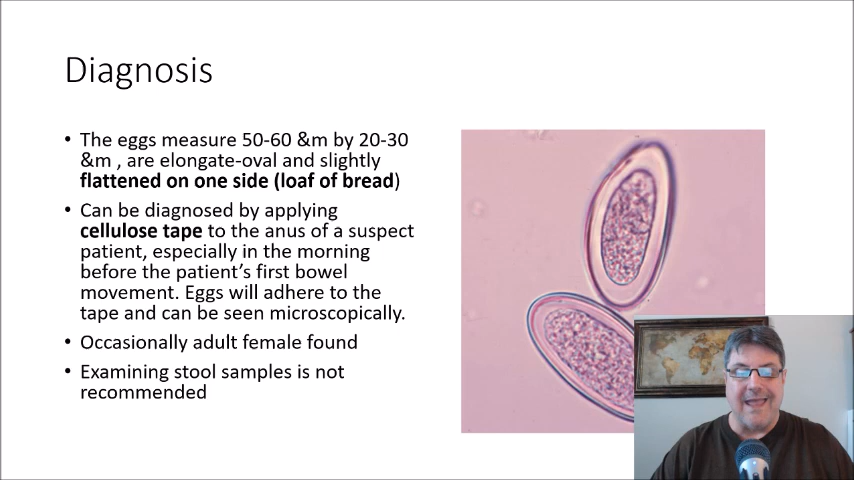 Diagnosis
• The eggs measure 50-60 &m by 20-30
&m , are elongate-oval and slightly
flattened on one side (loaf of bread)
• Can be diagnosed by applying
cellulose tape to the anus of a suspect
patient, especially in the morning
before the patient's first bowel
movement. Eggs will adhere to the
tape and can be seen microscopically.
• Occasionally adult female found
• Examining stool samples is not
recommended